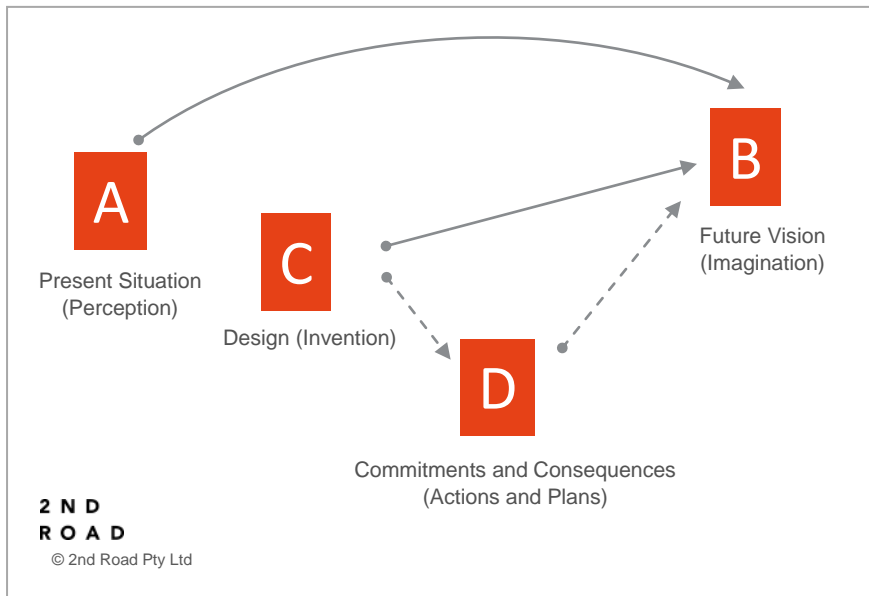 A
Present Situation
(Perception)
B
Future Vision
(Imagination)
C
Design (Invention)
D
Commitments and Consequences
(Actions and Plans)
2ND
ROAD
© 2nd Road Pty Ltd